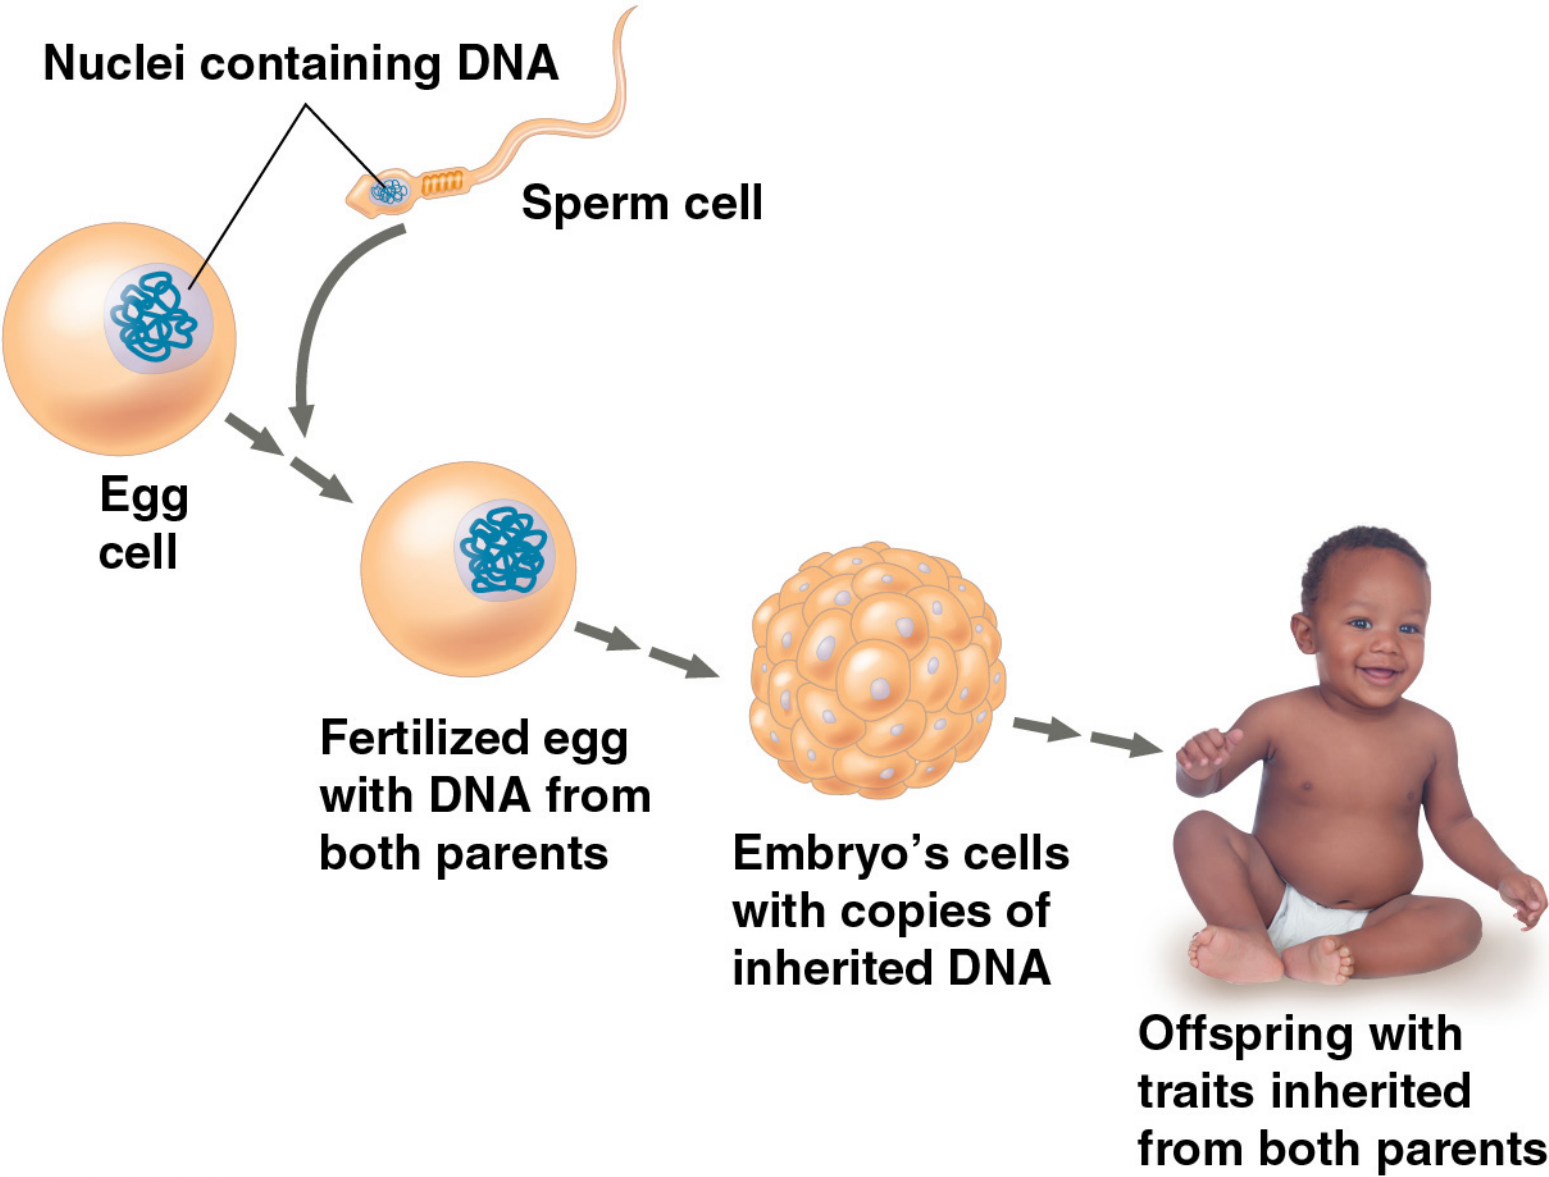 Nuclei containing DNA
Sperm cell
Egg
cell
Fertilized egg
with DNA from
both parents
Embryo’s cells
with copies of
inherited DNA
Offspring with
traits inherited
from both parents